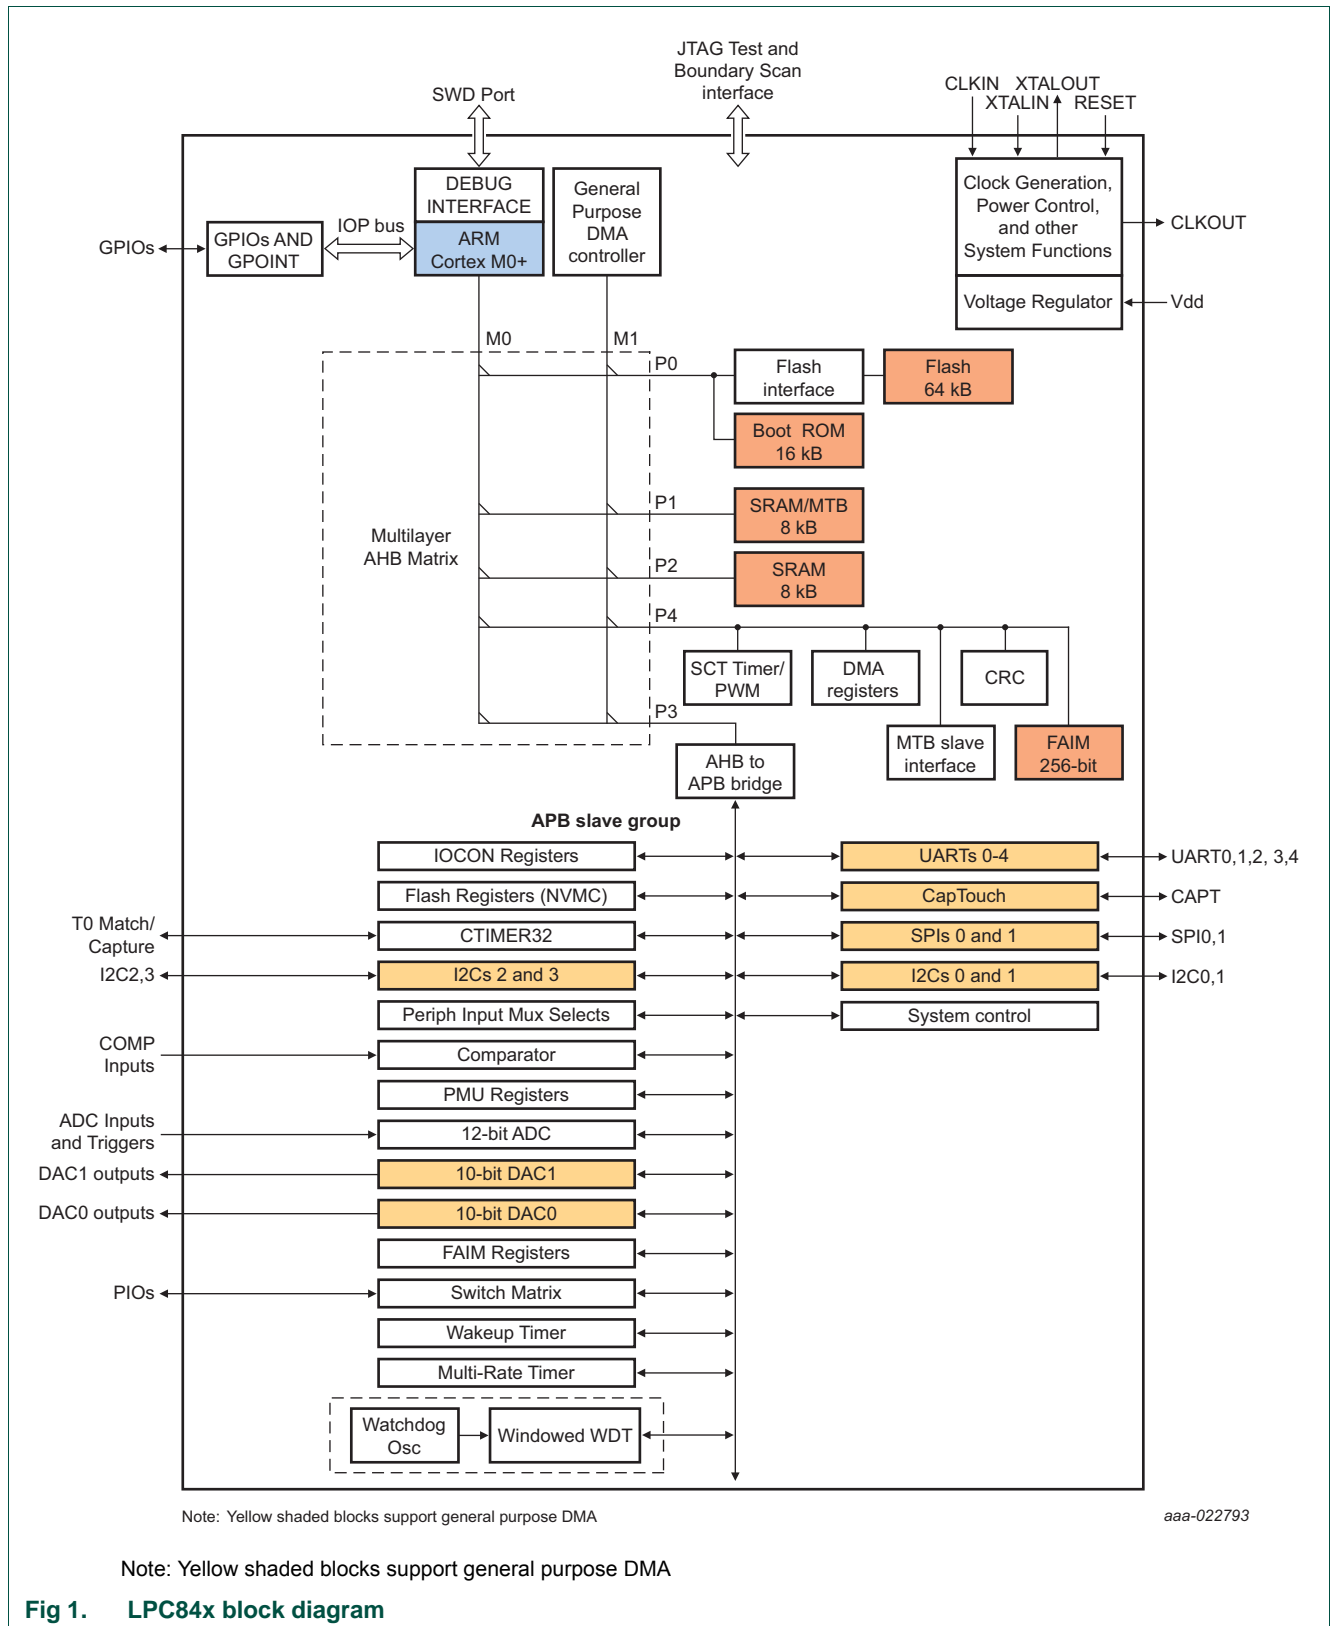 JTAG Test and
Boundary Scan
interface
SWD Port
CLKIN
XTALOUT
XTALIN
RESET
DEBUG
INTERFACE
General
Purpose
DMA
controller
Clock Generation,
Power Control,
and other
System Functions
CLKOUT
GPIOs
GPIOs AND
GPOINT
IOP bus
ARM
Cortex M0+
Voltage Regulator
Vdd
M0
M1
P0
Flash
interface
Flash
64 kB
Boot ROM
16 kB
P1
SRAM/MTB
8 kB
Multilayer
AHB Matrix
P2
SRAM
8 kB
P4
SCT Timer/
PWM
DMA
registers
CRC
P3
MTB slave
interface
FAIM
256-bit
AHB to
APB bridge
APB slave group
IOCON Registers
UARTs 0-4
UART0,1,2, 3,4
Flash Registers (NVMC)
CapTouch
CAPT
T0 Match/
Capture
CTIMER32
SPIs 0 and 1
SPI0,1
I2C2,3
I2Cs 2 and 3
I2Cs 0 and 1
I2C0,1
Periph Input Mux Selects
System control
COMP
Inputs
Comparator
PMU Registers
ADC Inputs
and Triggers
12-bit ADC
DAC1 outputs
10-bit DAC1
DAC0 outputs
10-bit DAC0
FAIM Registers
PIOs
Switch Matrix
Wakeup Timer
Multi-Rate Timer
Watchdog
Osc
Windowed WDT
Note: Yellow shaded blocks support general purpose DMA
aaa-022793
Note: Yellow shaded blocks support general purpose DMA
Fig 1. LPC84x block diagram